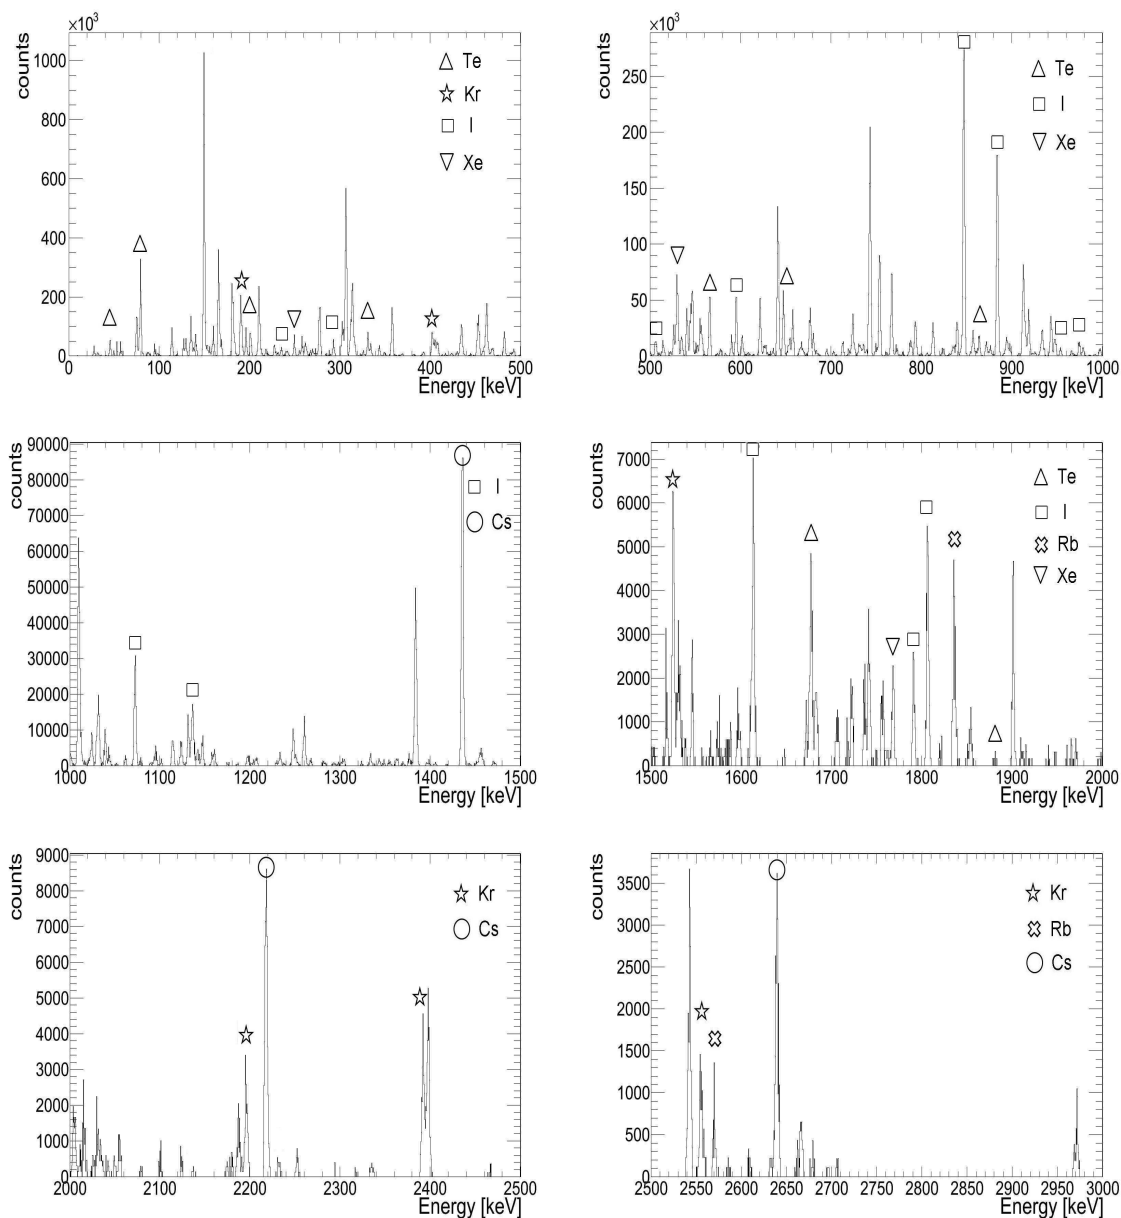 ×10³
counts
1000
800
600
400
200
0
0 100 200 300 400 500
Energy [keV]
Te
Kr
I
Xe
×10³
counts
250
200
150
100
50
0
500 600 700 800 900 1000
Energy [keV]
Te
I
Xe
counts
90000
80000
70000
60000
50000
40000
30000
20000
10000
0
1000 1100 1200 1300 1400 1500
Energy [keV]
I
Cs
counts
7000
6000
5000
4000
3000
2000
1000
0
1500 1600 1700 1800 1900 2000
Energy [keV]
Te
I
Rb
Xe
counts
9000
8000
7000
6000
5000
4000
3000
2000
1000
0
2000 2100 2200 2300 2400 2500
Energy [keV]
Kr
Cs
counts
3500
3000
2500
2000
1500
1000
500
0
2500 2550 2600 2650 2700 2750 2800 2850 2900 2950 3000
Energy [keV]
Kr
Rb
Cs